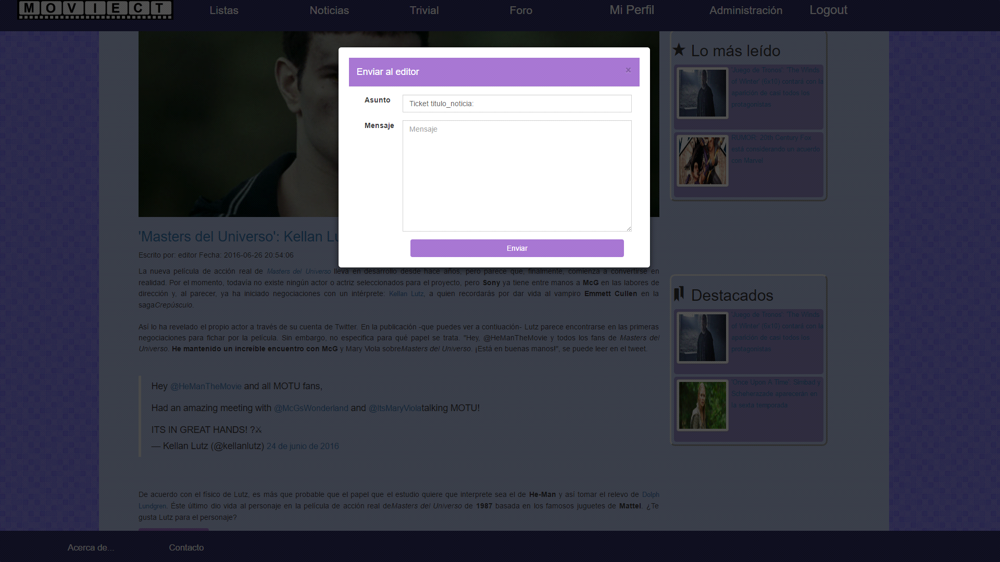 MOVIECT
Listas
Noticias
Trivial
Foro
Mi Perfil
Administración
Logout
Enviar al editor
×
Asunto
Ticket titulo_noticia:
Mensaje
Mensaje
Enviar
'Masters del Universo': Kellan
Escrito por: editor Fecha: 2016-06-26 20:54:06
La nueva película de acción real de Masters del Universo lleva en desarrollo desde hace años, pero parece que, finalmente, comienza a convertirse en
realidad. Por el momento, todavía no existe ningún actor o actriz seleccionados para el proyecto, pero Sony ya tiene entre manos a McG en las labores de
dirección y, al parecer, ya ha iniciado negociaciones con un intérprete: Kellan Lutz, a quien recordarás por dar vida al vampiro Emmett Cullen en la
sagaCrepúsculo.
Así lo ha revelado el propio actor a través de su cuenta de Twitter. En la publicación -que puedes ver a contiuación- Lutz parece encontrarse en las primeras
negociaciones para fichar por la película. Sin embargo, no especifica para qué papel se trata. "Hey, @HeManTheMovie y todos los fans de Masters del
Universo. He mantenido un increíble encuentro con McG y Mary Viola sobreMasters del Universo. ¡Está en buenas manos!", se puede leer en el tweet.
Hey @HeManTheMovie and all MOTU fans,
Had an amazing meeting with @McGsWonderland and @ItsMaryViolatalking MOTU!
ITS IN GREAT HANDS! ?⚔
— Kellan Lutz (@kellanlutz) 24 de junio de 2016
De acuerdo con el físico de Lutz, es más que probable que el papel que el estudio quiere que interprete sea el de He-Man y así tomar el relevo de Dolph
Lundgren. Éste último dio vida al personaje en la película de acción real deMasters del Universo de 1987 basada en los famosos juguetes de Mattel. ¿Te
gusta Lutz para el personaje?
Lo más leído
'Juego de Tronos': 'The Winds
of Winter' (6x10) contará con la
aparición de casi todos los
protagonistas
RUMOR: 20th Century Fox
está considerando un acuerdo
con Marvel
Destacados
'Juego de Tronos': 'The Winds
of Winter' (6x10) contará con la
aparición de casi todos los
protagonistas
'Once Upon A Time': Simbad y
Scheherazade aparecerán en
la sexta temporada
Acerca de...
Contacto